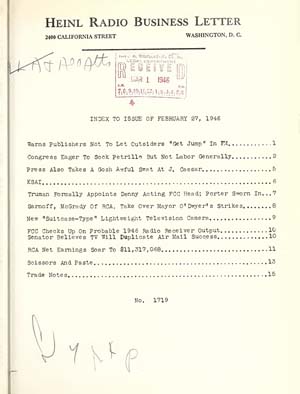 HEINL RADIO BUSINESS LETTER
2400 CALIFORNIA STREET WASHINGTON, D. C.
RECEIVED
MAR 1 1946
INDEX TO ISSUE OF FEBRUARY 27, 1946
Warns Publishers Not To Let Outsiders "Get Jump" In FM.....1
Congress Eager To Sock Petrillo But Not Labor Generally.....2
Press Also Takes A Gosh Awful Swat At J. Caesar.....5
KSAI.....6
Truman Formally Appoints Denny Acting FCC Head; Porter Sworn In...7
Sarnoff, McGrady Of RCA, Take Over Mayor O'Dwyer's Strikes.....8
New "Suitcase-Type" Lightweight Television Camera.....9
FCC Checks Up On Probable 1946 Radio Receiver Output.....10
Senator Believes TV Will Duplicate Air Mail Success.....10
RCA Net Earnings Soar To $11,317,068.....11
Scissors And Paste.....13
Trade Notes.....15
No. 1719